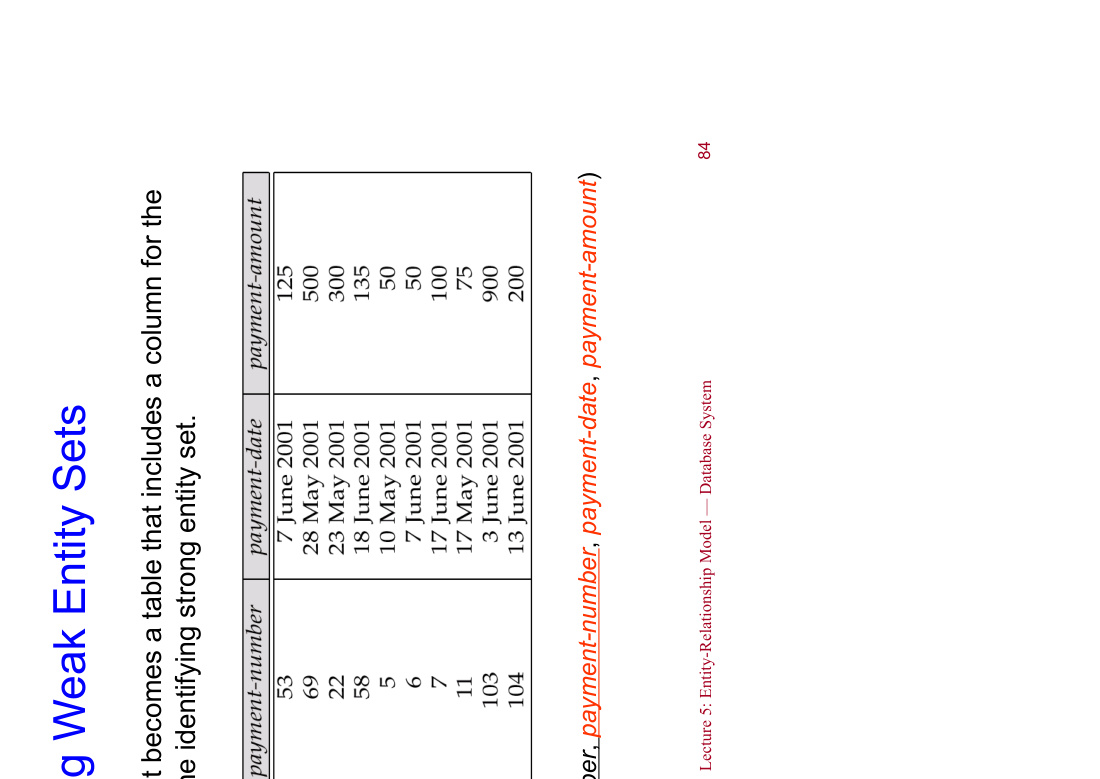 g Weak Entity Sets
t becomes a table that includes a column for the
ne identifying strong entity set.
payment-number payment-date payment-amount
53 7 June 2001 125
69 28 May 2001 500
22 23 May 2001 300
58 18 June 2001 135
5 10 May 2001 50
6 7 June 2001 50
7 17 June 2001 100
11 17 May 2001 75
103 3 June 2001 900
104 13 June 2001 200
ber, payment-number, payment-date, payment-amount)
Lecture 5: Entity-Relationship Model — Database System 84